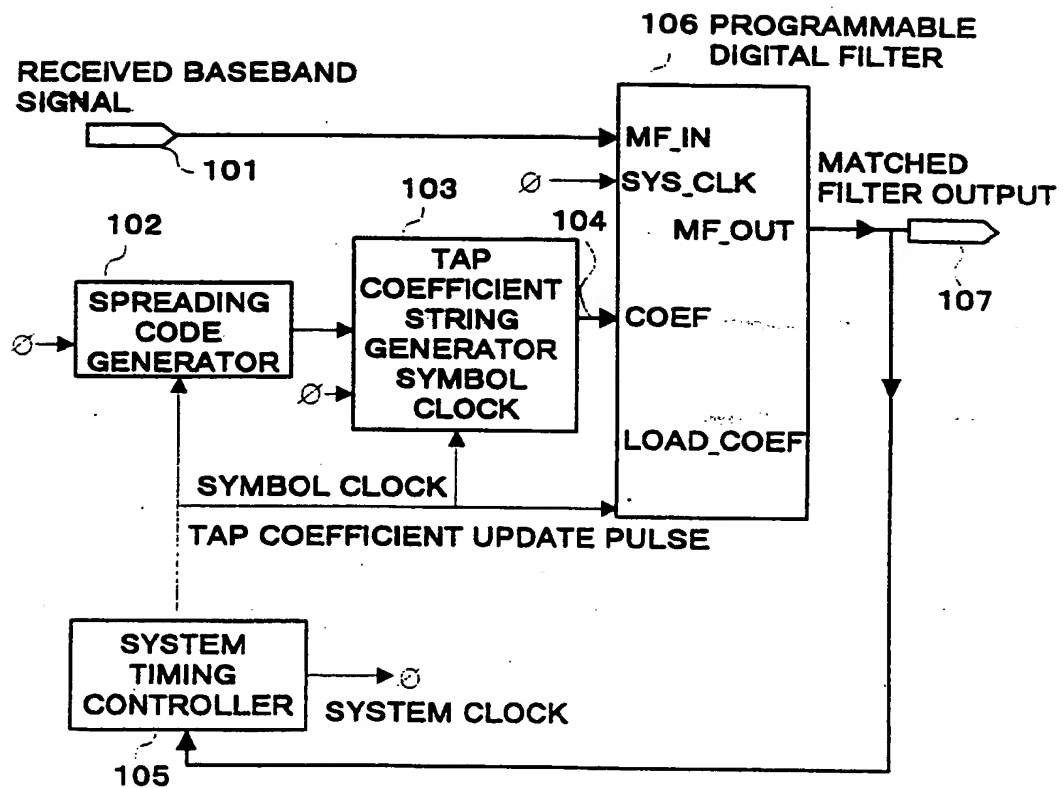 106 PROGRAMMABLE
DIGITAL FILTER
RECEIVED BASEBAND
SIGNAL
101
MF_IN
SYS_CLK
MF_OUT
COEF
LOAD_COEF
MATCHED
FILTER OUTPUT
107
102
SPREADING
CODE
GENERATOR
103
TAP
COEFFICIENT
STRING
GENERATOR
SYMBOL
CLOCK
104
Ø
Ø
Ø
SYMBOL CLOCK
TAP COEFFICIENT UPDATE PULSE
SYSTEM
TIMING
CONTROLLER
Ø
SYSTEM CLOCK
105